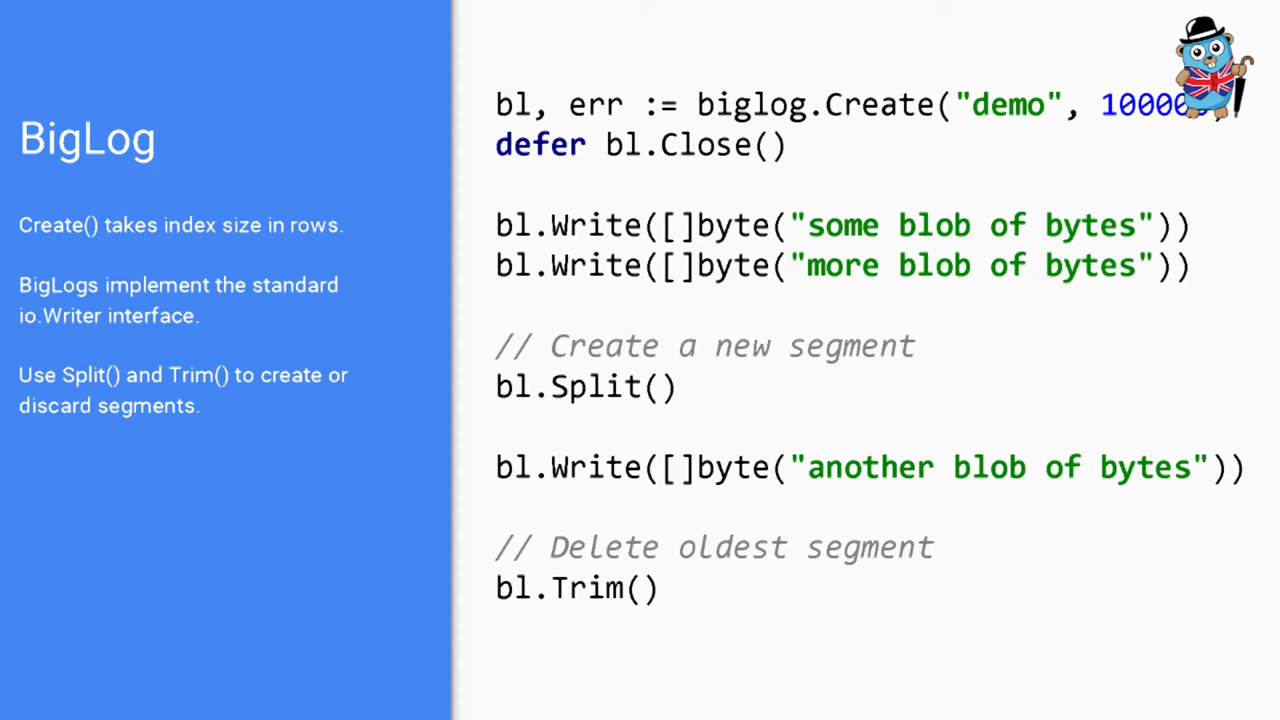 BigLog
Create() takes index size in rows.
BigLogs implement the standard
io.Writer interface.
Use Split() and Trim() to create or
discard segments.
bl, err := biglog.Create("demo", 10000
defer bl.Close()
bl.Write([]byte("some blob of bytes"))
bl.Write([]byte("more blob of bytes"))
// Create a new segment
bl.Split()
bl.Write([]byte("another blob of bytes"))
// Delete oldest segment
bl.Trim()